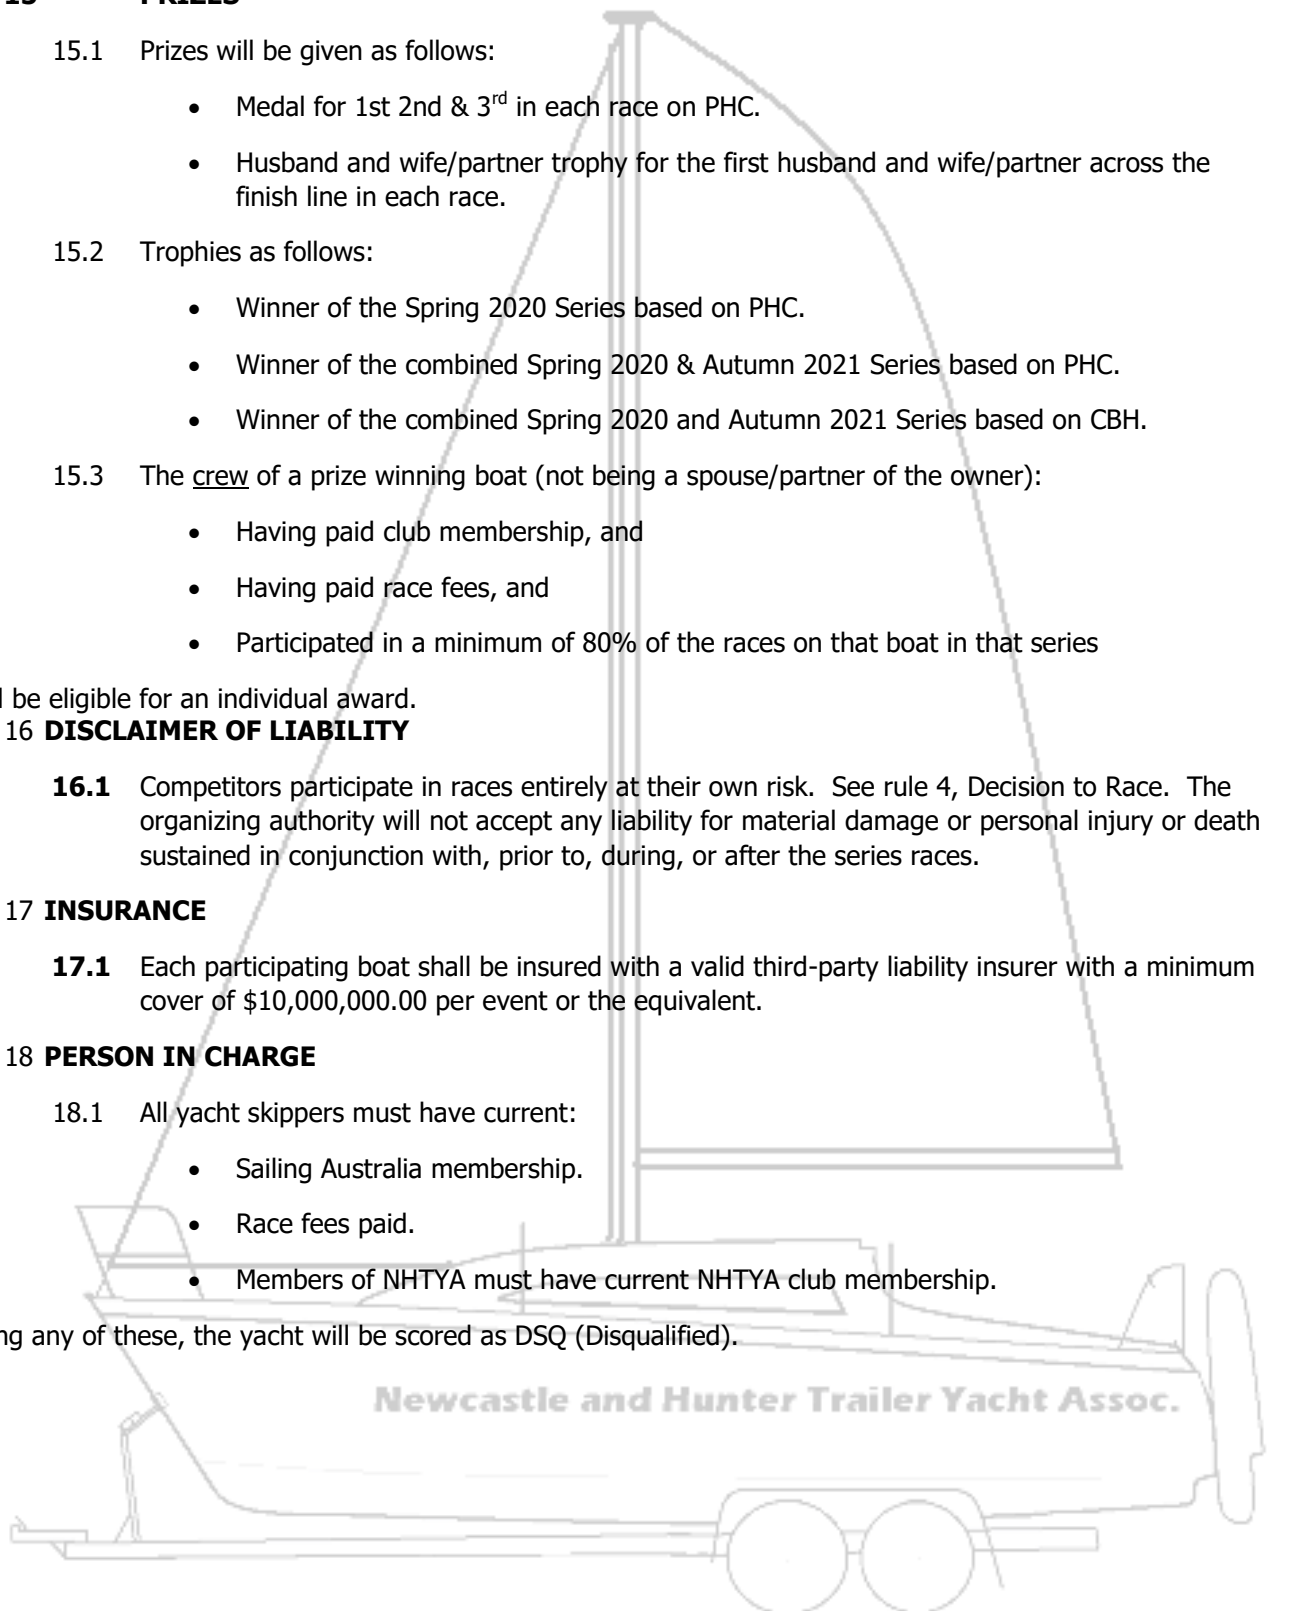 15 PRIZES
15.1 Prizes will be given as follows:
• Medal for 1st 2nd & 3rd in each race on PHC.
• Husband and wife/partner trophy for the first husband and wife/partner across the
finish line in each race.
15.2 Trophies as follows:
• Winner of the Spring 2020 Series based on PHC.
• Winner of the combined Spring 2020 & Autumn 2021 Series based on PHC.
• Winner of the combined Spring 2020 and Autumn 2021 Series based on CBH.
15.3 The crew of a prize winning boat (not being a spouse/partner of the owner):
• Having paid club membership, and
• Having paid race fees, and
• Participated in a minimum of 80% of the races on that boat in that series
be eligible for an individual award.
16 DISCLAIMER OF LIABILITY
16.1 Competitors participate in races entirely at their own risk. See rule 4, Decision to Race. The
organizing authority will not accept any liability for material damage or personal injury or death
sustained in conjunction with, prior to, during, or after the series races.
17 INSURANCE
17.1 Each participating boat shall be insured with a valid third-party liability insurer with a minimum
cover of $10,000,000.00 per event or the equivalent.
18 PERSON IN CHARGE
18.1 All yacht skippers must have current:
• Sailing Australia membership.
• Race fees paid.
• Members of NHTYA must have current NHTYA club membership.
any of these, the yacht will be scored as DSQ (Disqualified).
Newcastle and Hunter Trailer Yacht Assoc.